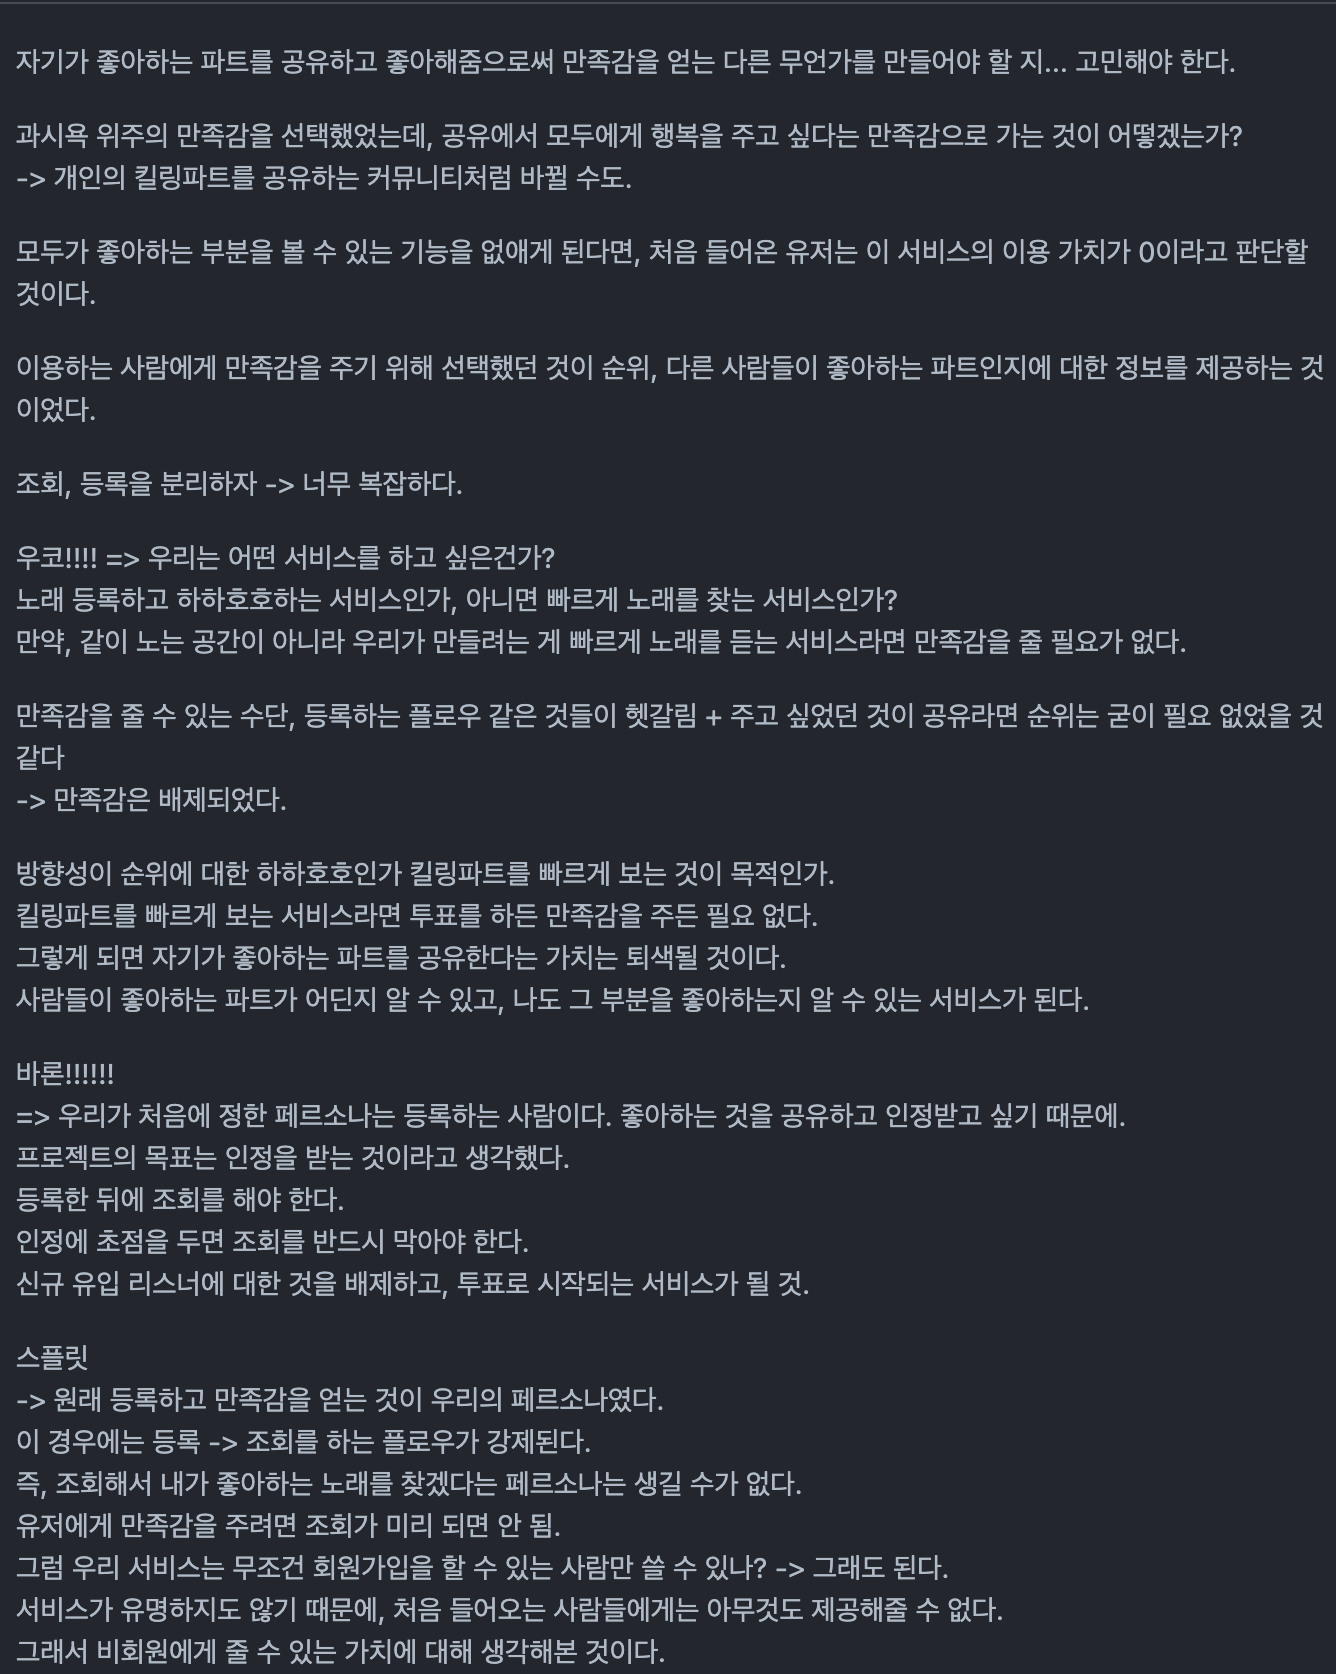 자기가 좋아하는 파트를 공유하고 좋아해줌으로써 만족감을 얻는 다른 무언가를 만들어야 할 지... 고민해야 한다.
과시욕 위주의 만족감을 선택했었는데, 공유에서 모두에게 행복을 주고 싶다는 만족감으로 가는 것이 어떻겠는가?
-> 개인의 킬링파트를 공유하는 커뮤니티처럼 바뀔 수도.
모두가 좋아하는 부분을 볼 수 있는 기능을 없애게 된다면, 처음 들어온 유저는 이 서비스의 이용 가치가 0이라고 판단할
것이다.
이용하는 사람에게 만족감을 주기 위해 선택했던 것이 순위, 다른 사람들이 좋아하는 파트인지에 대한 정보를 제공하는 것
이었다.
조회, 등록을 분리하자 -> 너무 복잡하다.
우코!!!! => 우리는 어떤 서비스를 하고 싶은건가?
노래 등록하고 하하호호하는 서비스인가, 아니면 빠르게 노래를 찾는 서비스인가?
만약, 같이 노는 공간이 아니라 우리가 만들려는 게 빠르게 노래를 듣는 서비스라면 만족감을 줄 필요가 없다.
만족감을 줄 수 있는 수단, 등록하는 플로우 같은 것들이 헷갈림 + 주고 싶었던 것이 공유라면 순위는 굳이 필요 없었을 것
같다
-> 만족감은 배제되었다.
방향성이 순위에 대한 하하호호인가 킬링파트를 빠르게 보는 것이 목적인가.
킬링파트를 빠르게 보는 서비스라면 투표를 하든 만족감을 주든 필요 없다.
그렇게 되면 자기가 좋아하는 파트를 공유한다는 가치는 퇴색될 것이다.
사람들이 좋아하는 파트가 어딘지 알 수 있고, 나도 그 부분을 좋아하는지 알 수 있는 서비스가 된다.
바론!!!!!!
=> 우리가 처음에 정한 페르소나는 등록하는 사람이다. 좋아하는 것을 공유하고 인정받고 싶기 때문에.
프로젝트의 목표는 인정을 받는 것이라고 생각했다.
등록한 뒤에 조회를 해야 한다.
인정에 초점을 두면 조회를 반드시 막아야 한다.
신규 유입 리스너에 대한 것을 배제하고, 투표로 시작되는 서비스가 될 것.
스플릿
-> 원래 등록하고 만족감을 얻는 것이 우리의 페르소나였다.
이 경우에는 등록 -> 조회를 하는 플로우가 강제된다.
즉, 조회해서 내가 좋아하는 노래를 찾겠다는 페르소나는 생길 수가 없다.
유저에게 만족감을 주려면 조회가 미리 되면 안 됨.
그럼 우리 서비스는 무조건 회원가입을 할 수 있는 사람만 쓸 수 있나? -> 그래도 된다.
서비스가 유명하지도 않기 때문에, 처음 들어오는 사람들에게는 아무것도 제공해줄 수 없다.
그래서 비회원에게 줄 수 있는 가치에 대해 생각해본 것이다.